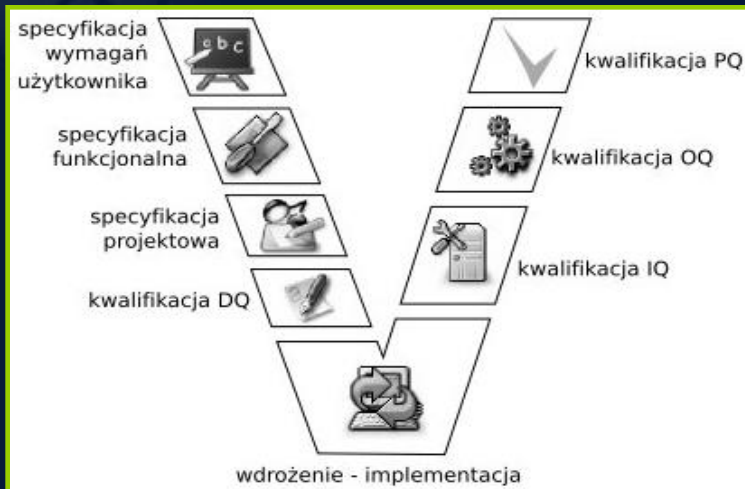 specyfikacja
wymagań
użytkownika
specyfikacja
funkcjonalna
specyfikacja
projektowa
kwalifikacja DQ
wdrożenie - implementacja
kwalifikacja IQ
kwalifikacja OQ
kwalifikacja PQ
abc